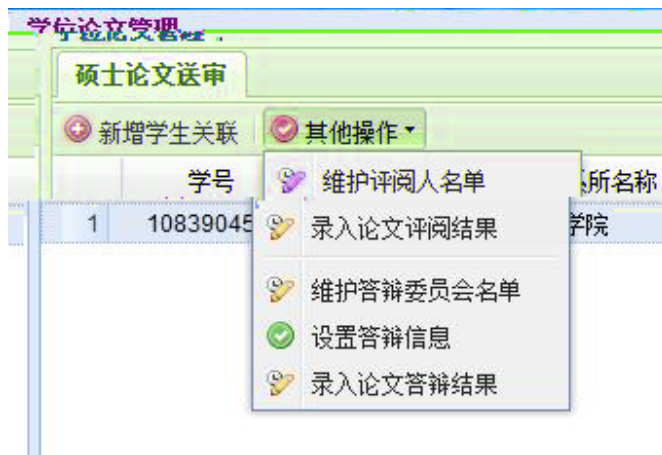 学位论文管理
硕士论文送审
新增学生关联 其他操作
学号 所名称
1 10839045 学院
维护评阅人名单
录入论文评阅结果
维护答辩委员会名单
设置答辩信息
录入论文答辩结果